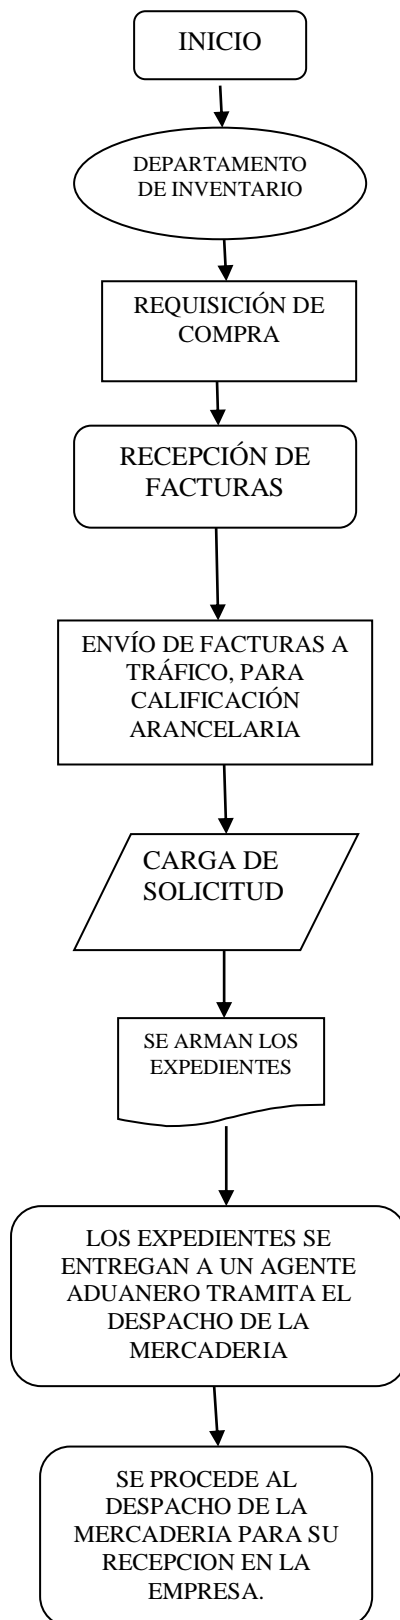 INICIO
DEPARTAMENTO
DE INVENTARIO
REQUISICIÓN DE
COMPRA
RECEPCIÓN DE
FACTURAS
ENVÍO DE FACTURAS A
TRÁFICO, PARA
CALIFICACIÓN
ARANCELARIA
CARGA DE
SOLICITUD
SE ARMAN LOS
EXPEDIENTES
LOS EXPEDIENTES SE
ENTREGAN A UN AGENTE
ADUANERO TRAMITA EL
DESPACHO DE LA
MERCADERIA
SE PROCEDE AL
DESPACHO DE LA
MERCADERIA PARA SU
RECEPCION EN LA
EMPRESA.